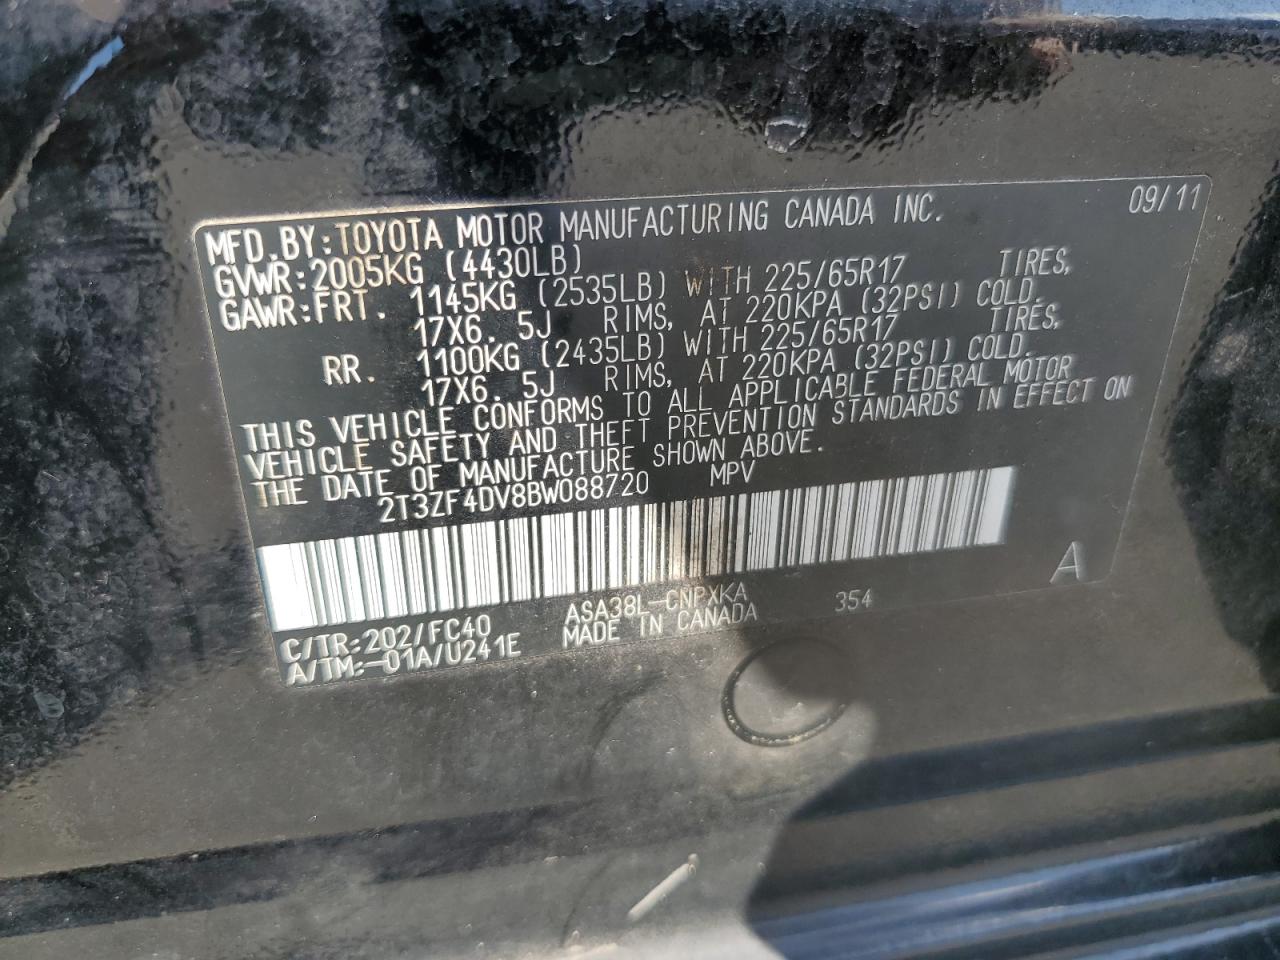 MFD.BY:TOYOTA MOTOR MANUFACTURING CANADA INC. 09/11
GVWR:2005KG (4430LB)
GAWR:FRT. 1145KG (2535LB) WITH 225/65R17 TIRES,
17X6. 5J RIMS, AT 220KPA (32PSI) COLD.
RR. 1100KG (2435LB) WITH 225/65R17 TIRES,
17X6. 5J RIMS, AT 220KPA (32PSI) COLD.
THIS VEHICLE CONFORMS TO ALL APPLICABLE FEDERAL MOTOR
VEHICLE SAFETY AND THEFT PREVENTION STANDARDS IN EFFECT ON
THE DATE OF MANUFACTURE SHOWN ABOVE.
2T3ZF4DV8BW088720 MPV
A
C/TR:202/FC40 ASA38L-CNPXKA 354
A/TM:-01A/U241E MADE IN CANADA